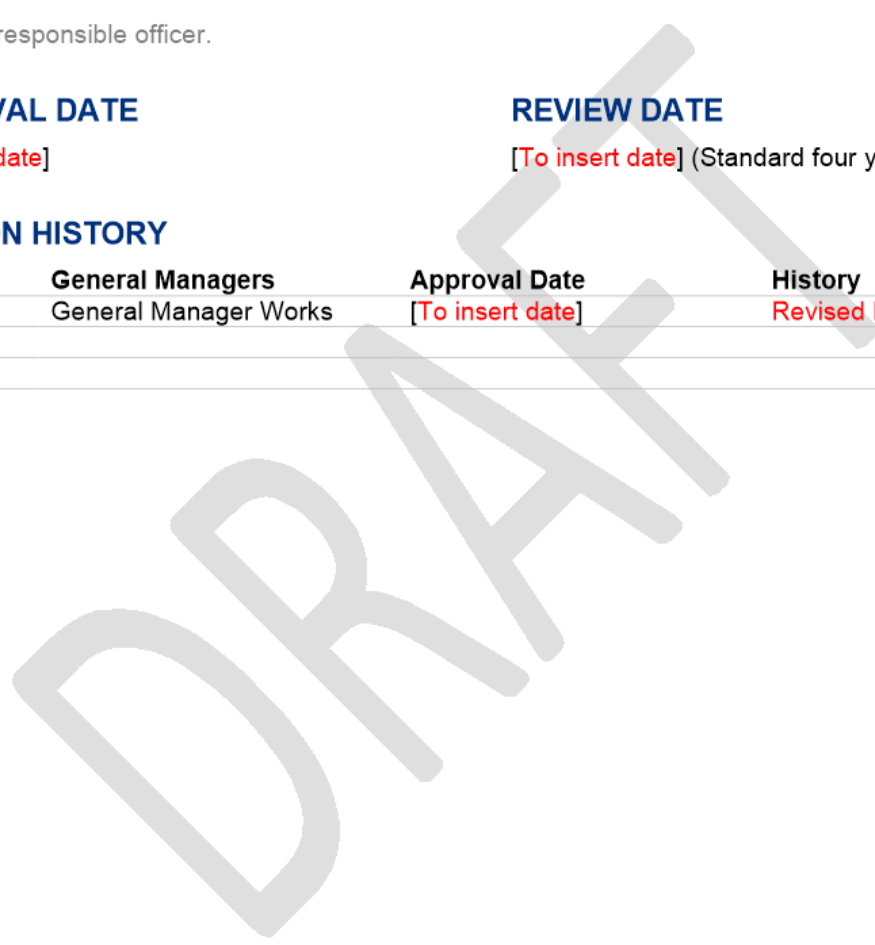 responsible officer.
VAL DATE
REVIEW DATE
date]
[To insert date] (Standard four y
N HISTORY
General Managers Approval Date History
General Manager Works [To insert date] Revised
DRAFT